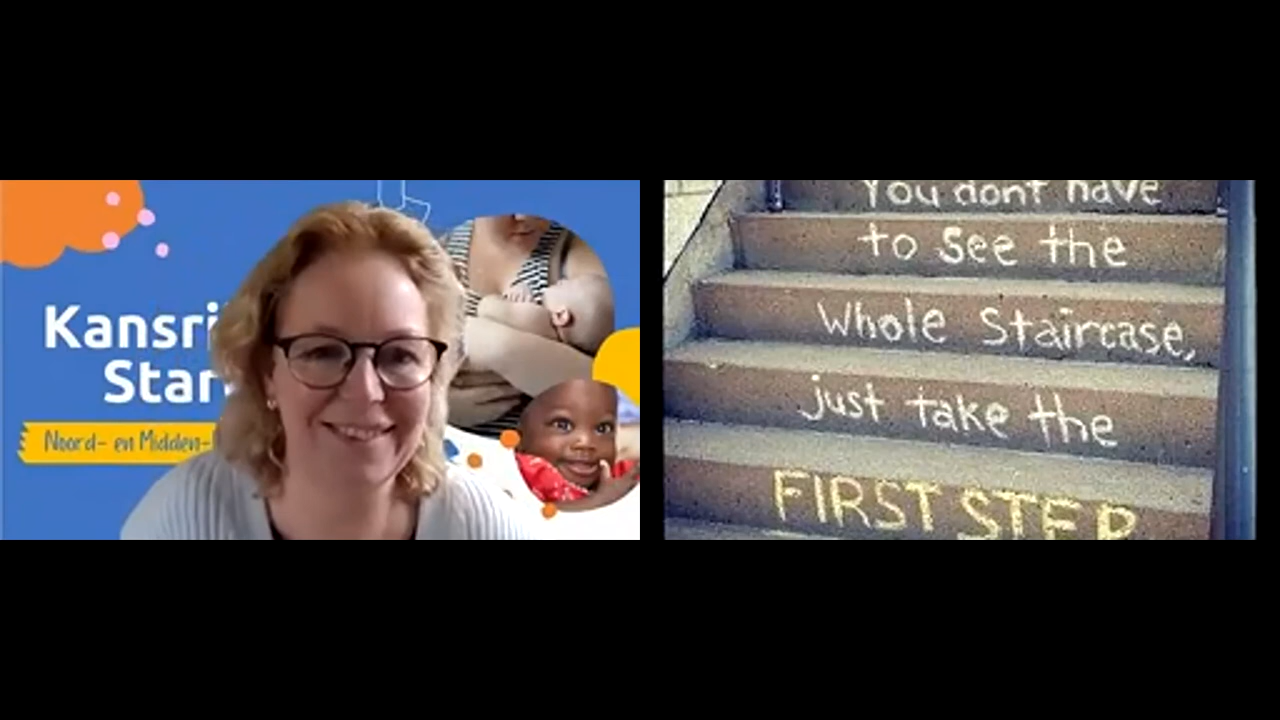 Kansri
Star
Noord- en Midden-
You dont have
to See the
Whole Staircase,
just take the
FIRST STEP